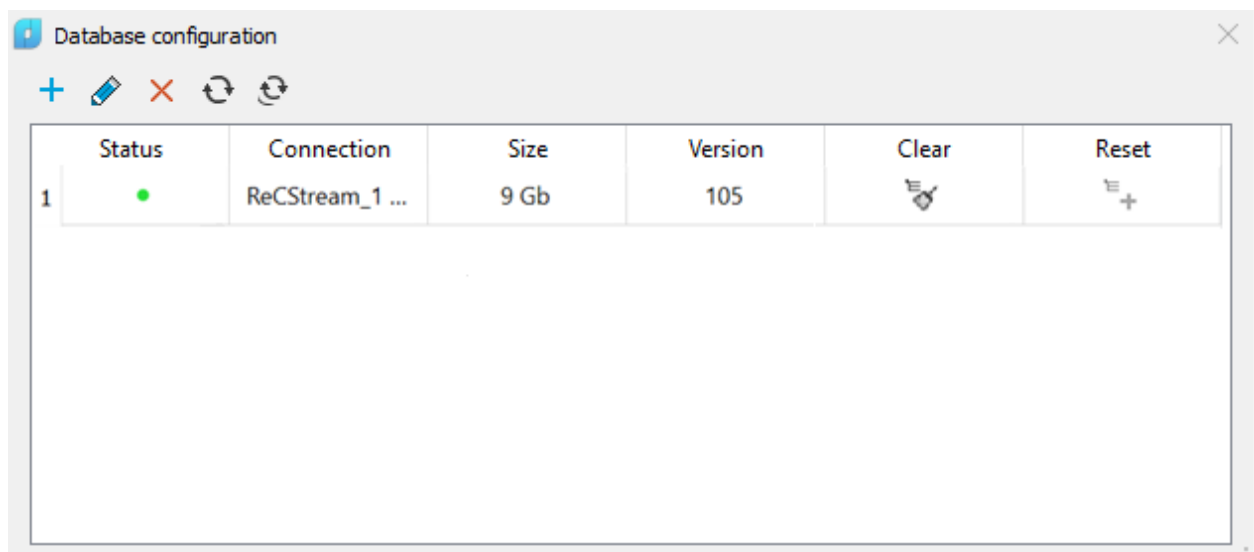 Database configuration
Status Connection Size Version Clear Reset
1 ReCStream_1 ... 9 Gb 105